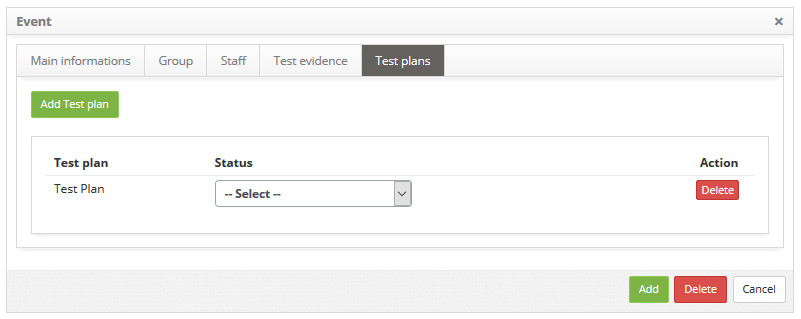 Event ×
Main informations Group Staff Test evidence Test plans
Add Test plan
Test plan Status Action
Test Plan -- Select -- Delete
Add Delete Cancel